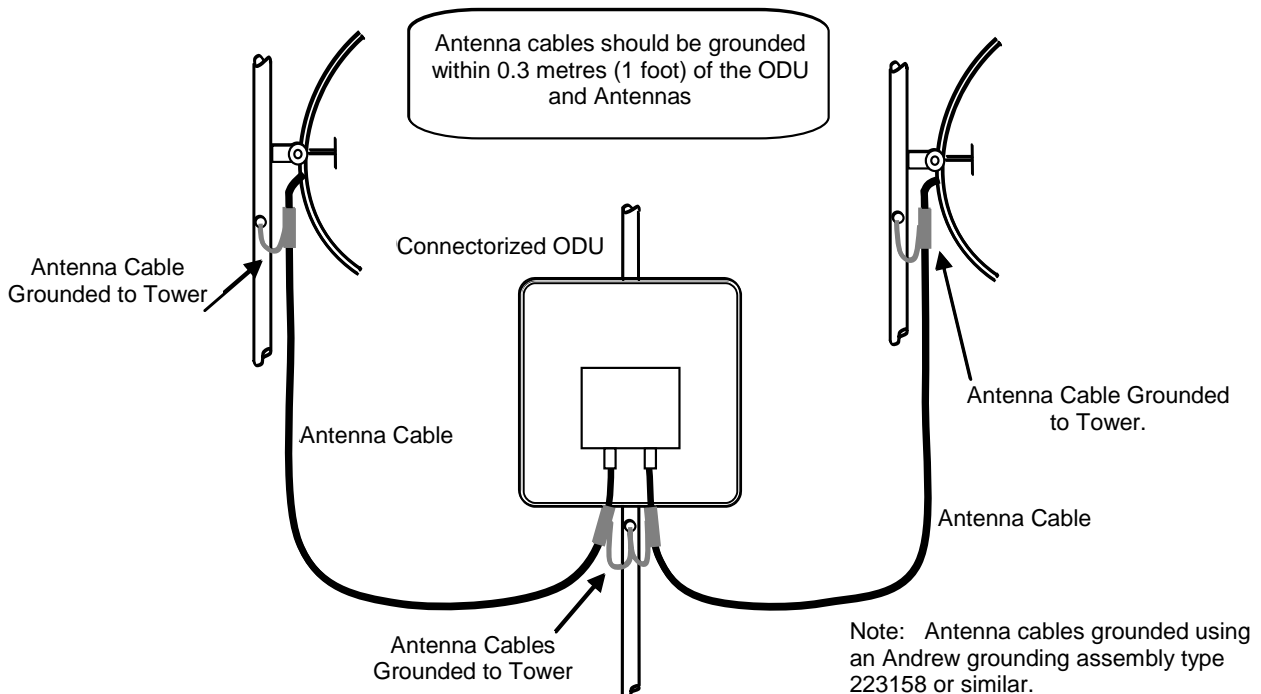 Antenna cables should be grounded
within 0.3 metres (1 foot) of the ODU
and Antennas
Connectorized ODU
Antenna Cable
Grounded to Tower
Antenna Cable Grounded
to Tower.
Antenna Cable
Antenna Cable
Antenna Cables
Grounded to Tower
Note: Antenna cables grounded using
an Andrew grounding assembly type
223158 or similar.